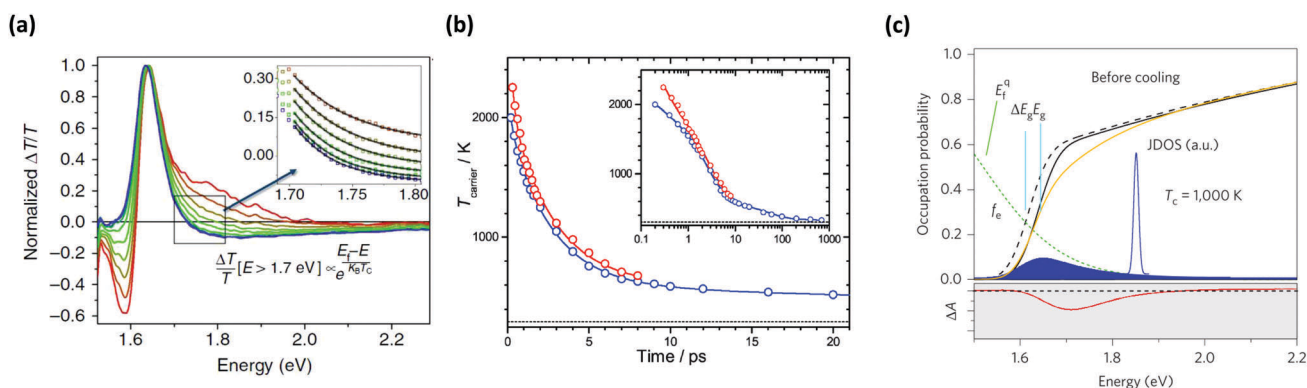 (a)
Normalized ΔT/T
1.0
0.8
0.6
0.4
0.2
-0.0
−0.2
−0.4
−0.6
0.30
0.15
0.00
1.70 1.75 1.80
ΔT/T [E > 1.7 eV] ∝ e^(E_f−E)/(K_B T_C)
1.6 1.8 2.0 2.2
Energy (eV)
(b)
T_carrier / K
2000
1000
2000
1000
0.1 1 10 100
0 5 10 15 20
Time / ps
(c)
Occupation probability
1.0
0.8
0.6
0.4
0.2
0.0
Before cooling
E_f^q
ΔE_g E_g
JDOS (a.u.)
T_c = 1,000 K
f_e
ΔA
1.6 1.8 2.0 2.2
Energy (eV)